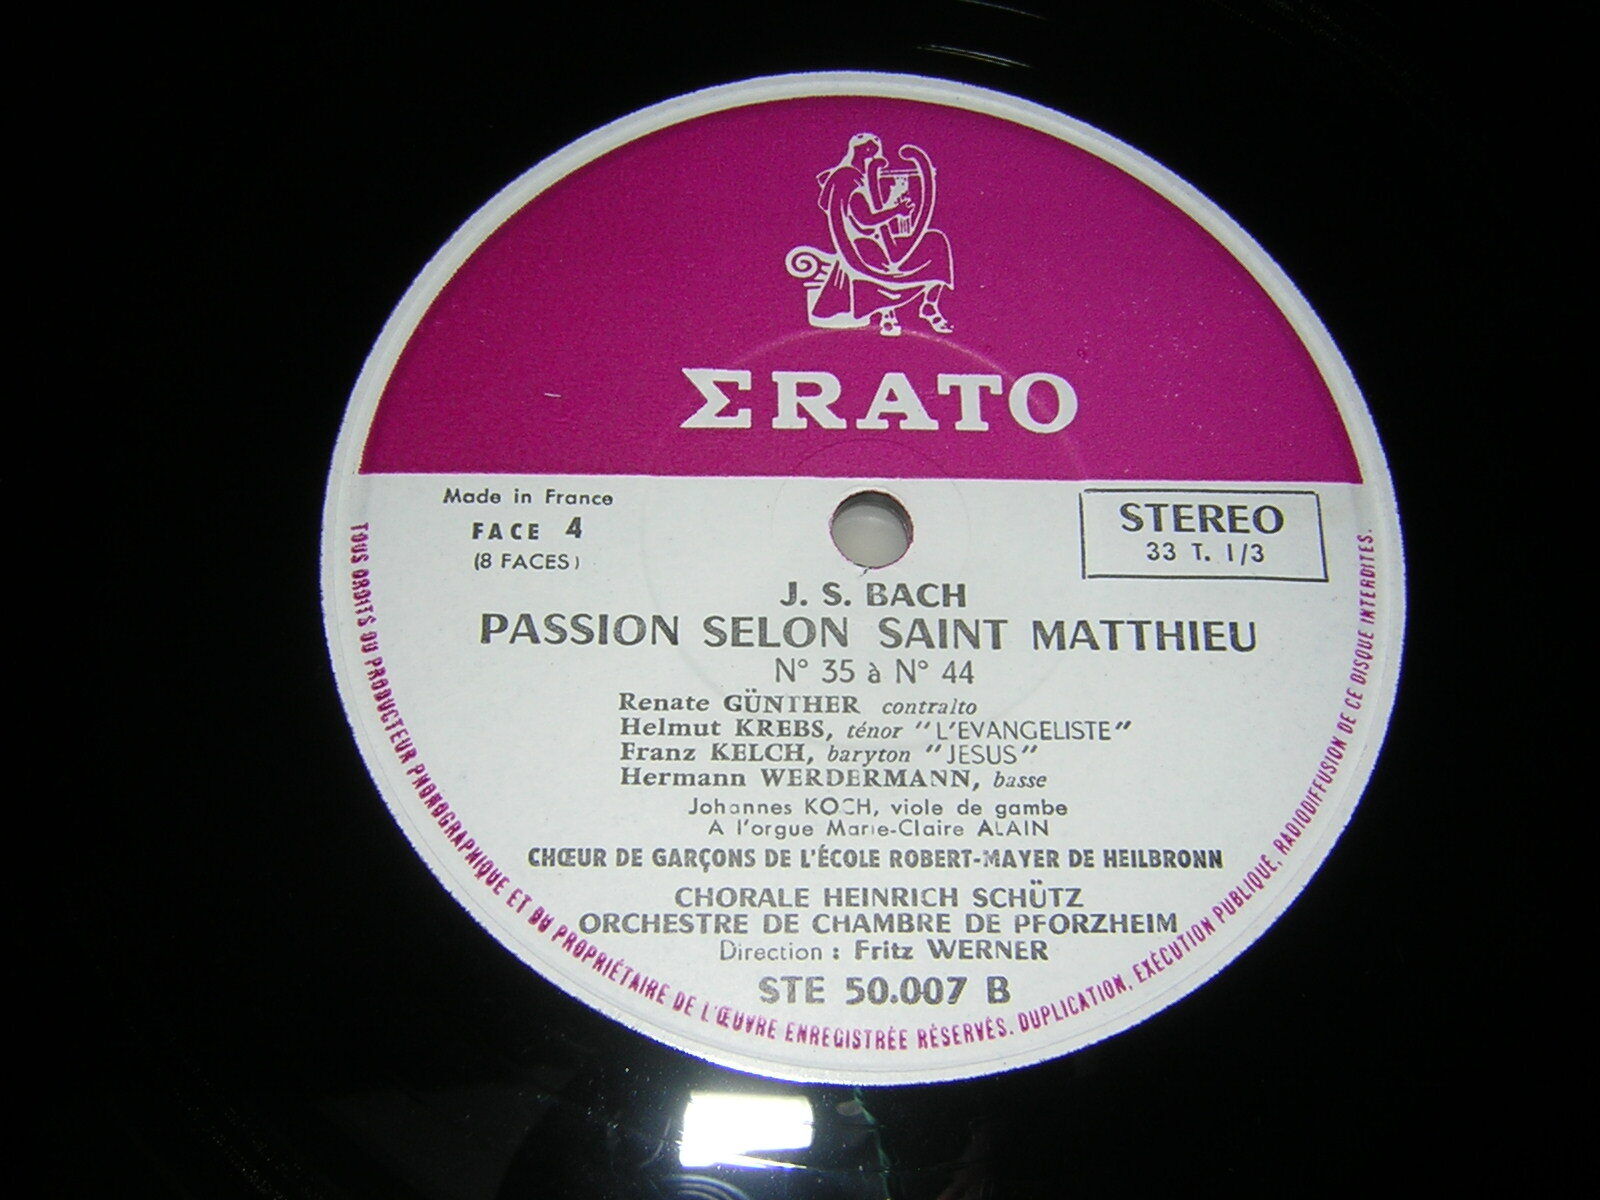 ΣRATO
Made in France
FACE 4
(8 FACES)
STEREO
33 T. 1/3
J. S. BACH
PASSION SELON SAINT MATTHIEU
N° 35 à N° 44
Renate GÜNTHER contralto
Helmut KREBS, ténor "L'EVANGELISTE"
Franz KELCH, baryton "JESUS"
Hermann WERDERMANN, basse
Johannes KOCH, viole de gambe
A l'orgue Marie-Claire ALAIN
CHŒUR DE GARÇONS DE L'ÉCOLE ROBERT-MAYER DE HEILBRONN
CHORALE HEINRICH SCHÜTZ
ORCHESTRE DE CHAMBRE DE PFORZHEIM
Direction : Fritz WERNER
STE 50.007 B
TOUS DROITS DU PRODUCTEUR PHONOGRAPHIQUE ET DU PROPRIÉTAIRE DE L'ŒUVRE ENREGISTRÉE RÉSERVÉS. DUPLICATION, EXÉCUTION PUBLIQUE, RADIODIFFUSION DE CE DISQUE INTERDITES.